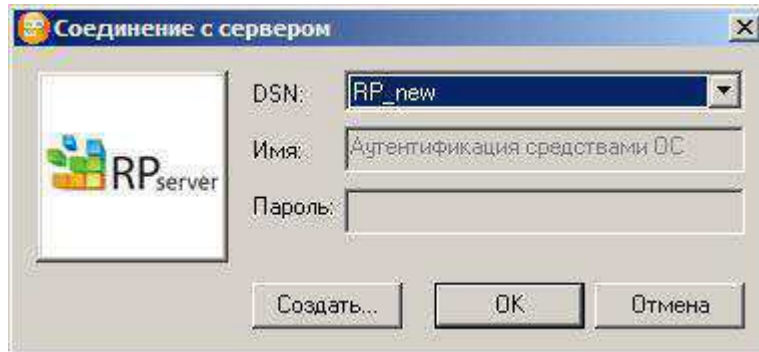 Соединение с сервером
RPserver
DSN:
RP_new
Имя:
Аутентификация средствами ОС
Пароль:
Создать...
OK
Отмена